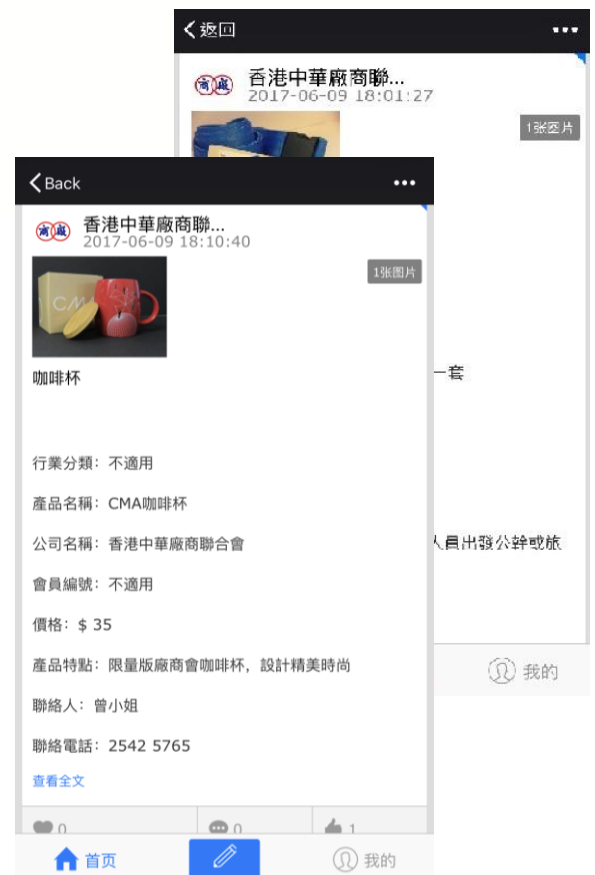 返回
香港中華廠商聯...
2017-06-09 18:01:27
1张图片
一套
人員出發公幹或旅
我的
Back
商廠 香港中華廠商聯...
2017-06-09 18:10:40
1张图片
CMA
咖啡杯
行業分類：不適用
產品名稱：CMA咖啡杯
公司名稱：香港中華廠商聯合會
會員編號：不適用
價格：$ 35
產品特點：限量版廠商會咖啡杯，設計精美時尚
聯絡人：曾小姐
聯絡電話：2542 5765
查看全文
0 0 1
首页 我的